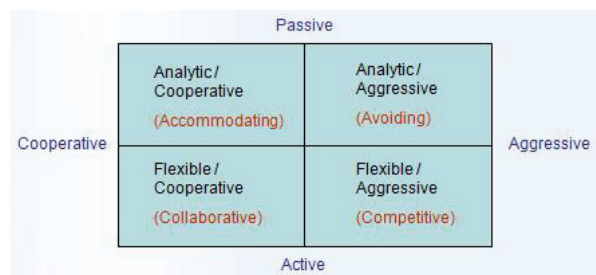 Passive
Analytic/
Cooperative
(Accommodating)
Analytic/
Aggressive
(Avoiding)
Cooperative
Aggressive
Flexible/
Cooperative
(Collaborative)
Flexible/
Aggressive
(Competitive)
Active